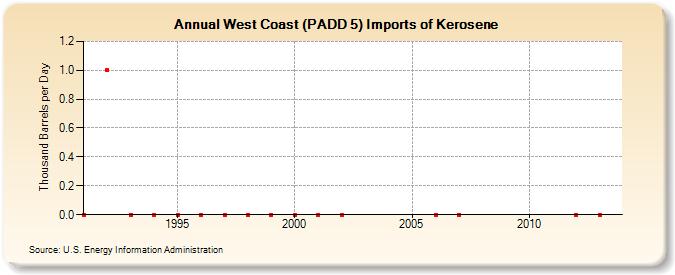 Annual West Coast (PADD 5) Imports of Kerosene
Thousand Barrels per Day
1.2
1.0
0.8
0.6
0.4
0.2
0.0
1995 2000 2005 2010
Source: U.S. Energy Information Administration